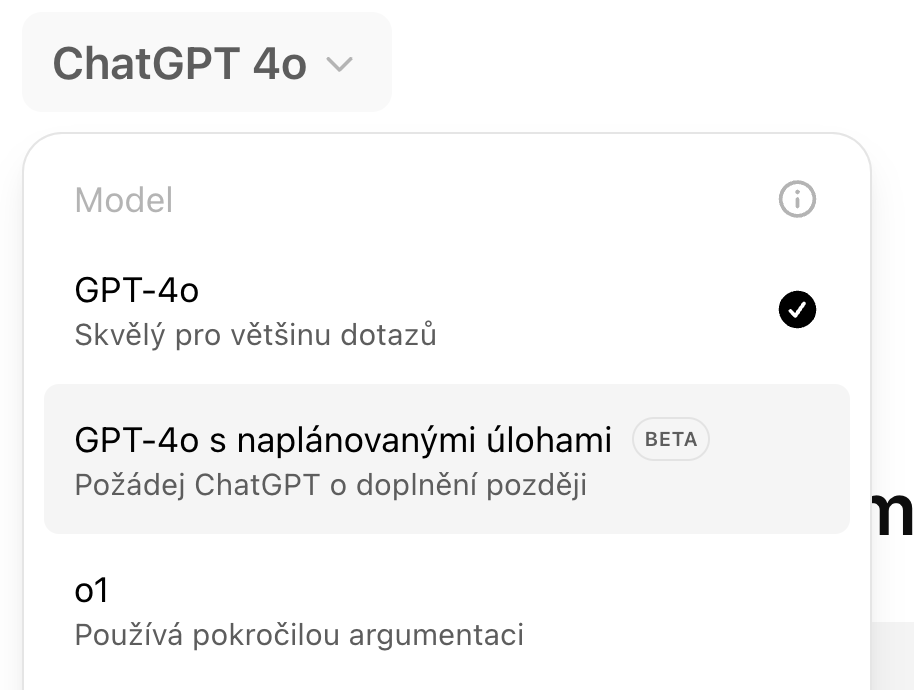 ChatGPT 4o
Model
GPT-4o
Skvělý pro většinu dotazů
GPT-4o s naplánovanými úlohami BETA
Požádej ChatGPT o doplnění později
o1
Používá pokročilou argumentaci